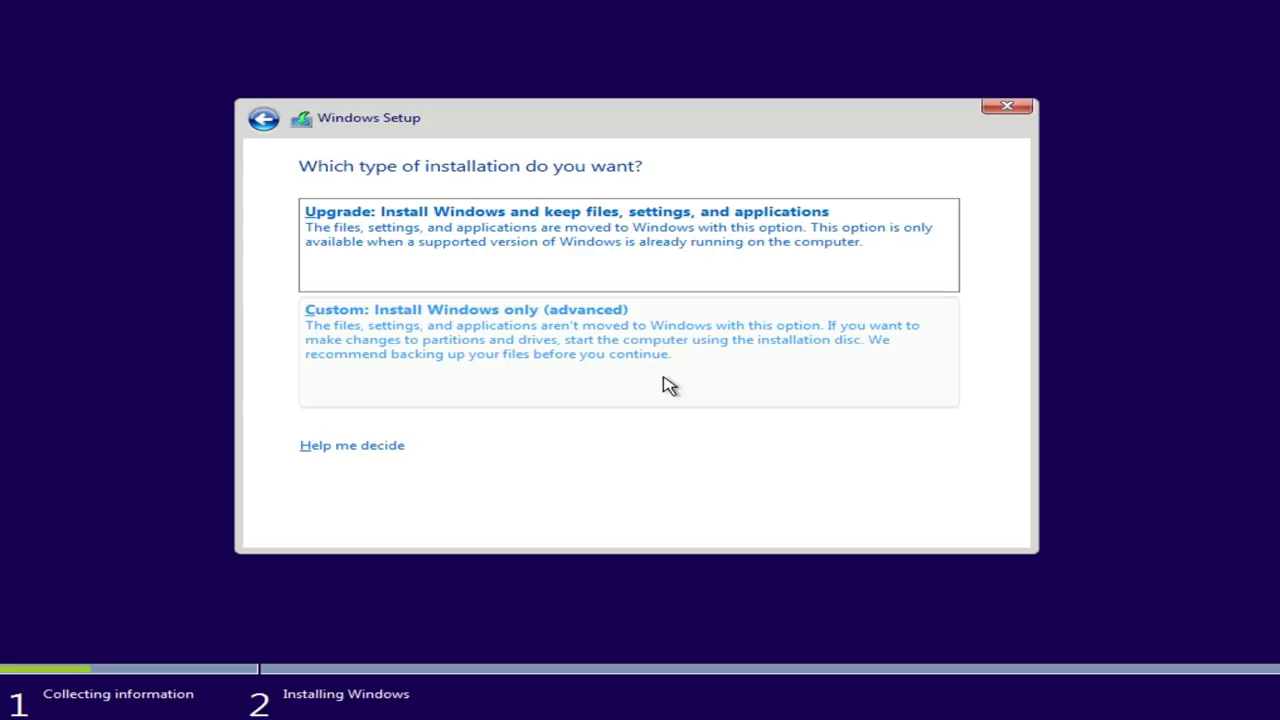 Windows Setup
Which type of installation do you want?
Upgrade: Install Windows and keep files, settings, and applications
The files, settings, and applications are moved to Windows with this option. This option is only
available when a supported version of Windows is already running on the computer.
Custom: Install Windows only (advanced)
The files, settings, and applications aren't moved to Windows with this option. If you want to
make changes to partitions and drives, start the computer using the installation disc. We
recommend backing up your files before you continue.
Help me decide
1 Collecting information
2 Installing Windows